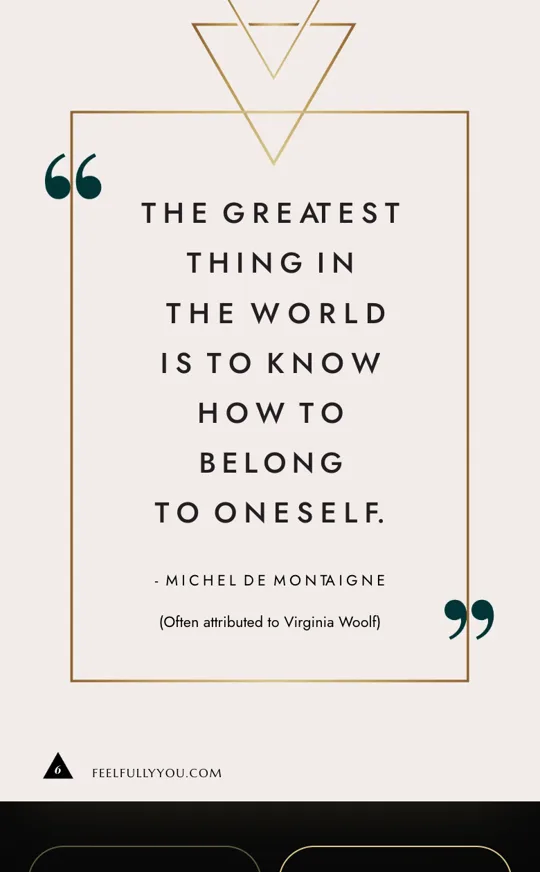 “
THE GREATEST
THING IN
THE WORLD
IS TO KNOW
HOW TO
BELONG
TO ONESELF.
- MICHEL DE MONTAIGNE
(Often attributed to Virginia Woolf)
”
6 FEELFULLYYOU.COM